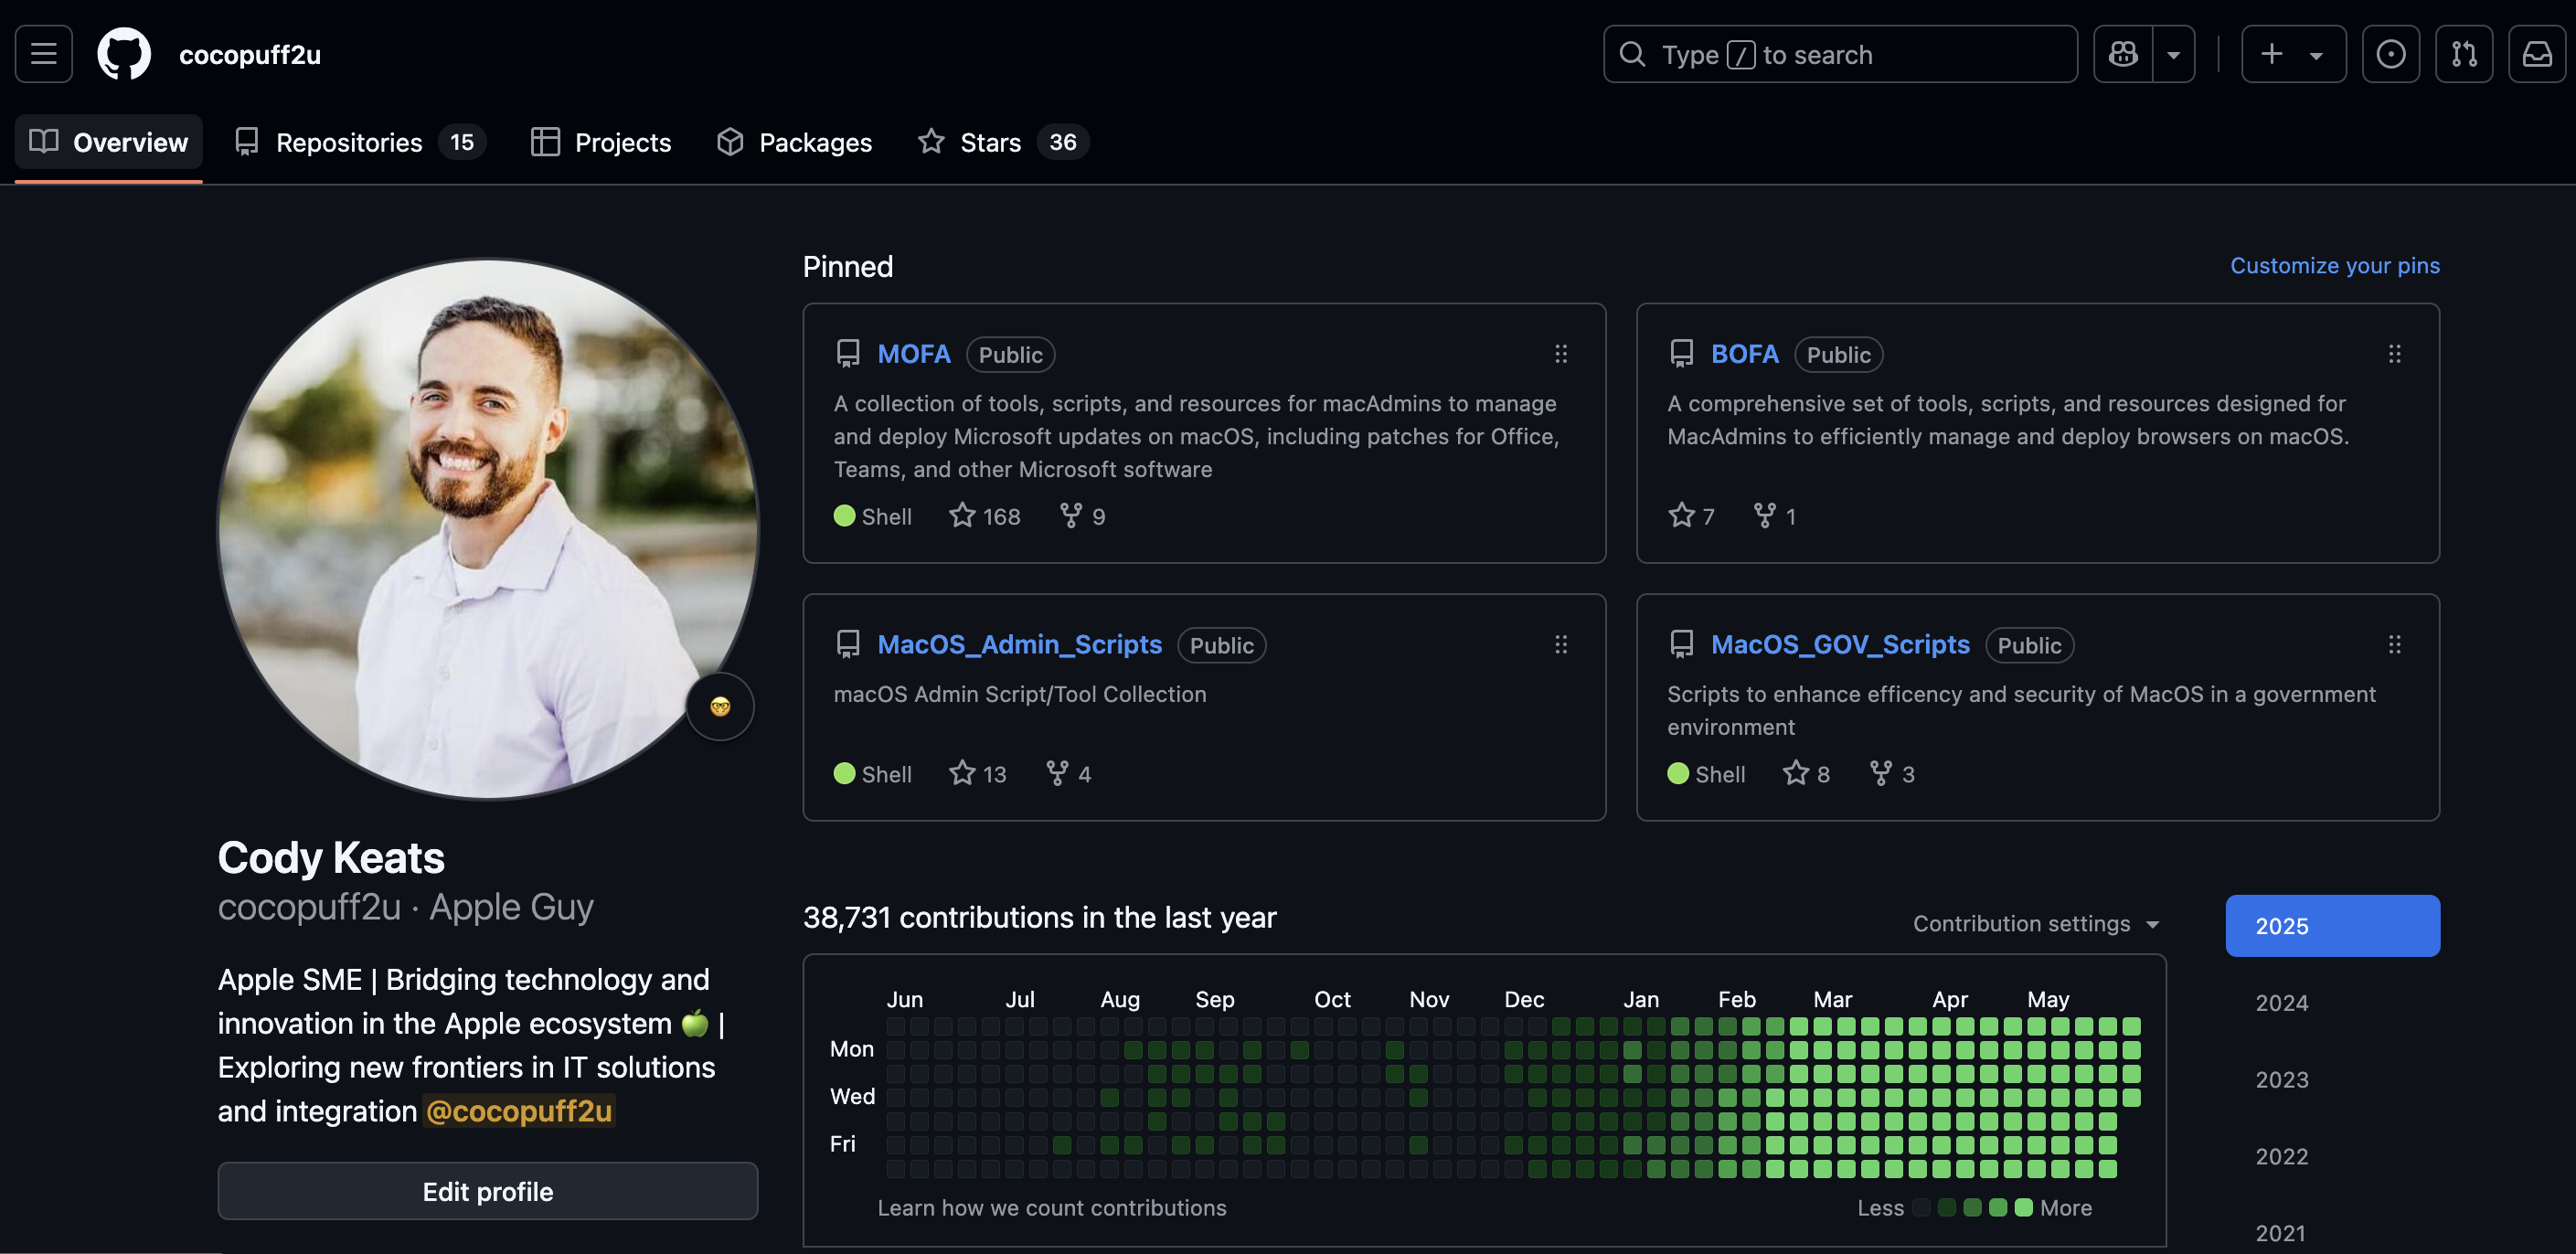 cocopuff2u
Type / to search
Overview
Repositories 15
Projects
Packages
Stars 36
Pinned
Customize your pins
MOFA Public
A collection of tools, scripts, and resources for macAdmins to manage
and deploy Microsoft updates on macOS, including patches for Office,
Teams, and other Microsoft software
Shell 168 9
BOFA Public
A comprehensive set of tools, scripts, and resources designed for
MacAdmins to efficiently manage and deploy browsers on macOS.
7 1
MacOS_Admin_Scripts Public
macOS Admin Script/Tool Collection
Shell 13 4
MacOS_GOV_Scripts Public
Scripts to enhance efficency and security of MacOS in a government
environment
Shell 8 3
Cody Keats
cocopuff2u · Apple Guy
Apple SME | Bridging technology and
innovation in the Apple ecosystem 🍏 |
Exploring new frontiers in IT solutions
and integration @cocopuff2u
Edit profile
38,731 contributions in the last year
Contribution settings
Jun Jul Aug Sep Oct Nov Dec Jan Feb Mar Apr May
Mon
Wed
Fri
Learn how we count contributions
Less More
2025
2024
2023
2022
2021